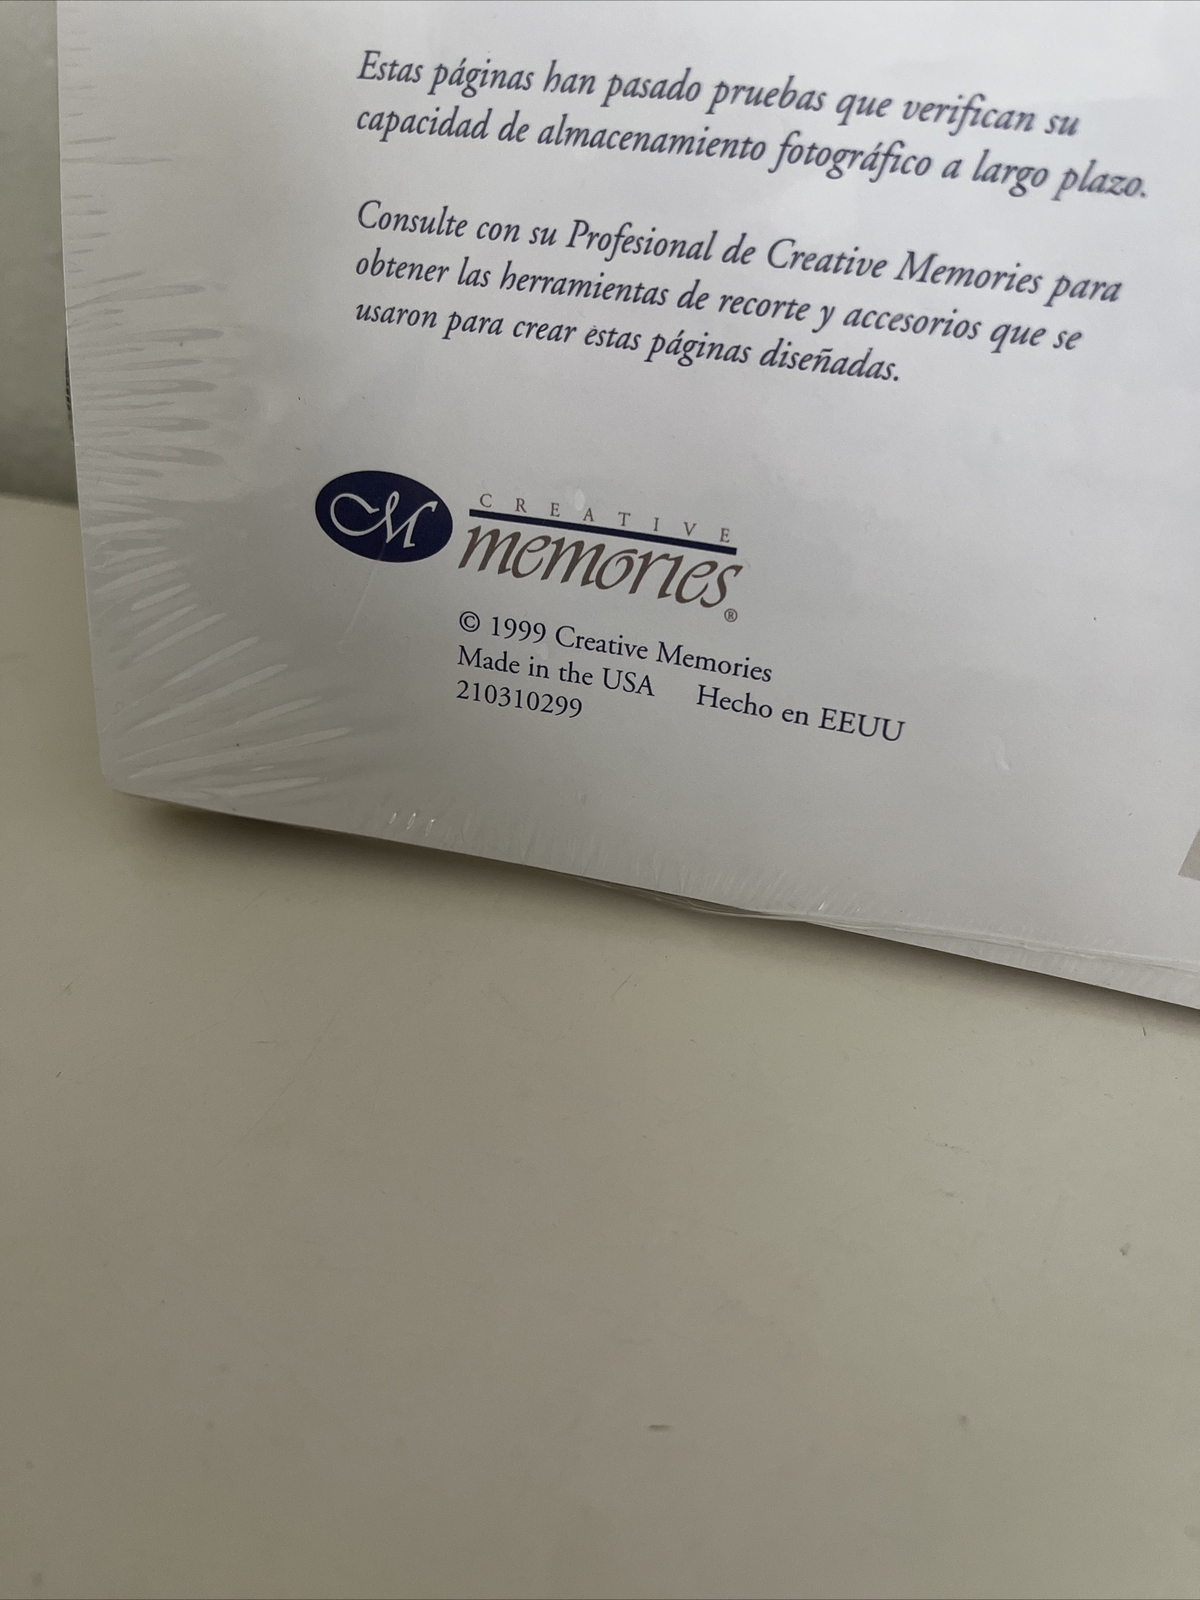 Estas páginas han pasado pruebas que verifican su
capacidad de almacenamiento fotográfico a largo plazo.
Consulte con su Profesional de Creative Memories para
obtener las herramientas de recorte y accesorios que se
usaron para crear estas páginas diseñadas.
M CREATIVE
memories®
© 1999 Creative Memories
Made in the USA Hecho en EEUU
210310299